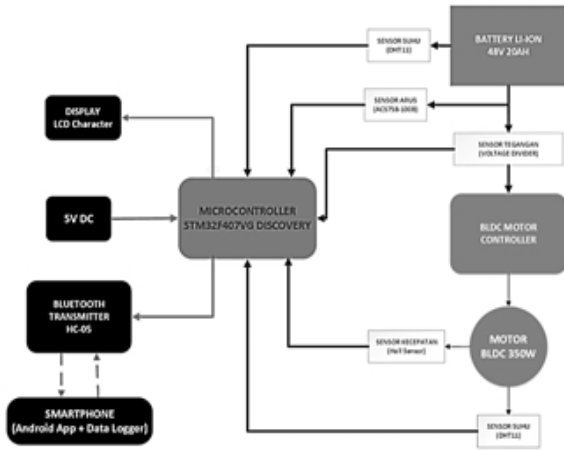 BATTERY LI-ION
48V 20AH
SENSOR SUHU
(DHT11)
SENSOR ARUS
(ACS758-100B)
DISPLAY
LCD Character
SENSOR TEGANGAN
(VOLTAGE DIVIDER)
MICROCONTROLLER
STM32F407VG DISCOVERY
5V DC
BLDC MOTOR
CONTROLLER
BLUETOOTH
TRANSMITTER
HC-05
SENSOR KECEPATAN
(Hall Sensor)
MOTOR
BLDC 350W
SMARTPHONE
(Android App + Data Logger)
SENSOR SUHU
(DHT11)